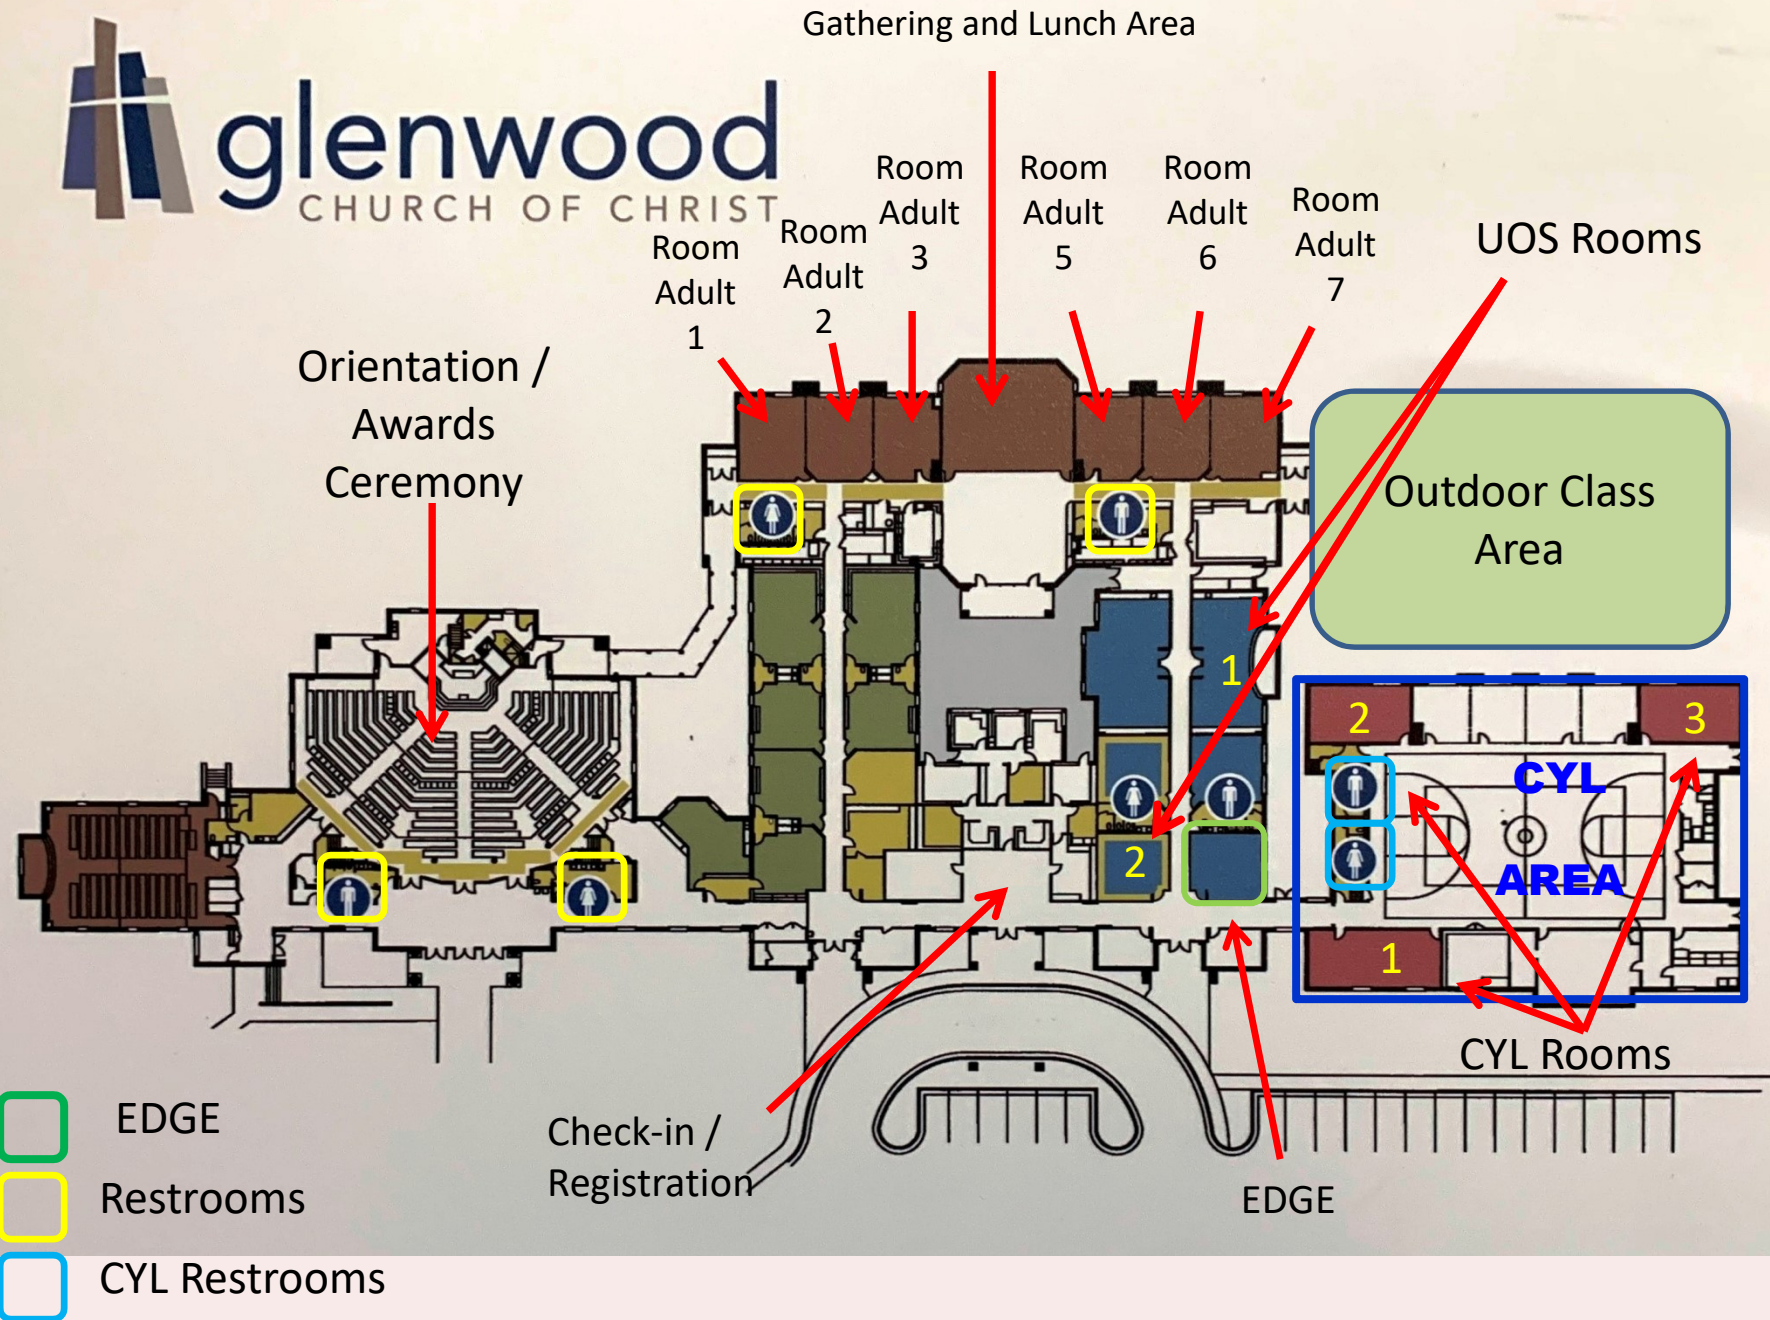 Gathering and Lunch Area
glenwood
CHURCH OF CHRIST
Room
Adult
1
Room
Adult
2
Room
Adult
3
Room
Adult
5
Room
Adult
6
Room
Adult
7
UOS Rooms
Orientation /
Awards
Ceremony
Outdoor Class
Area
1
2
2
3
CYL
AREA
1
CYL Rooms
Check-in /
Registration
EDGE
EDGE
Restrooms
CYL Restrooms